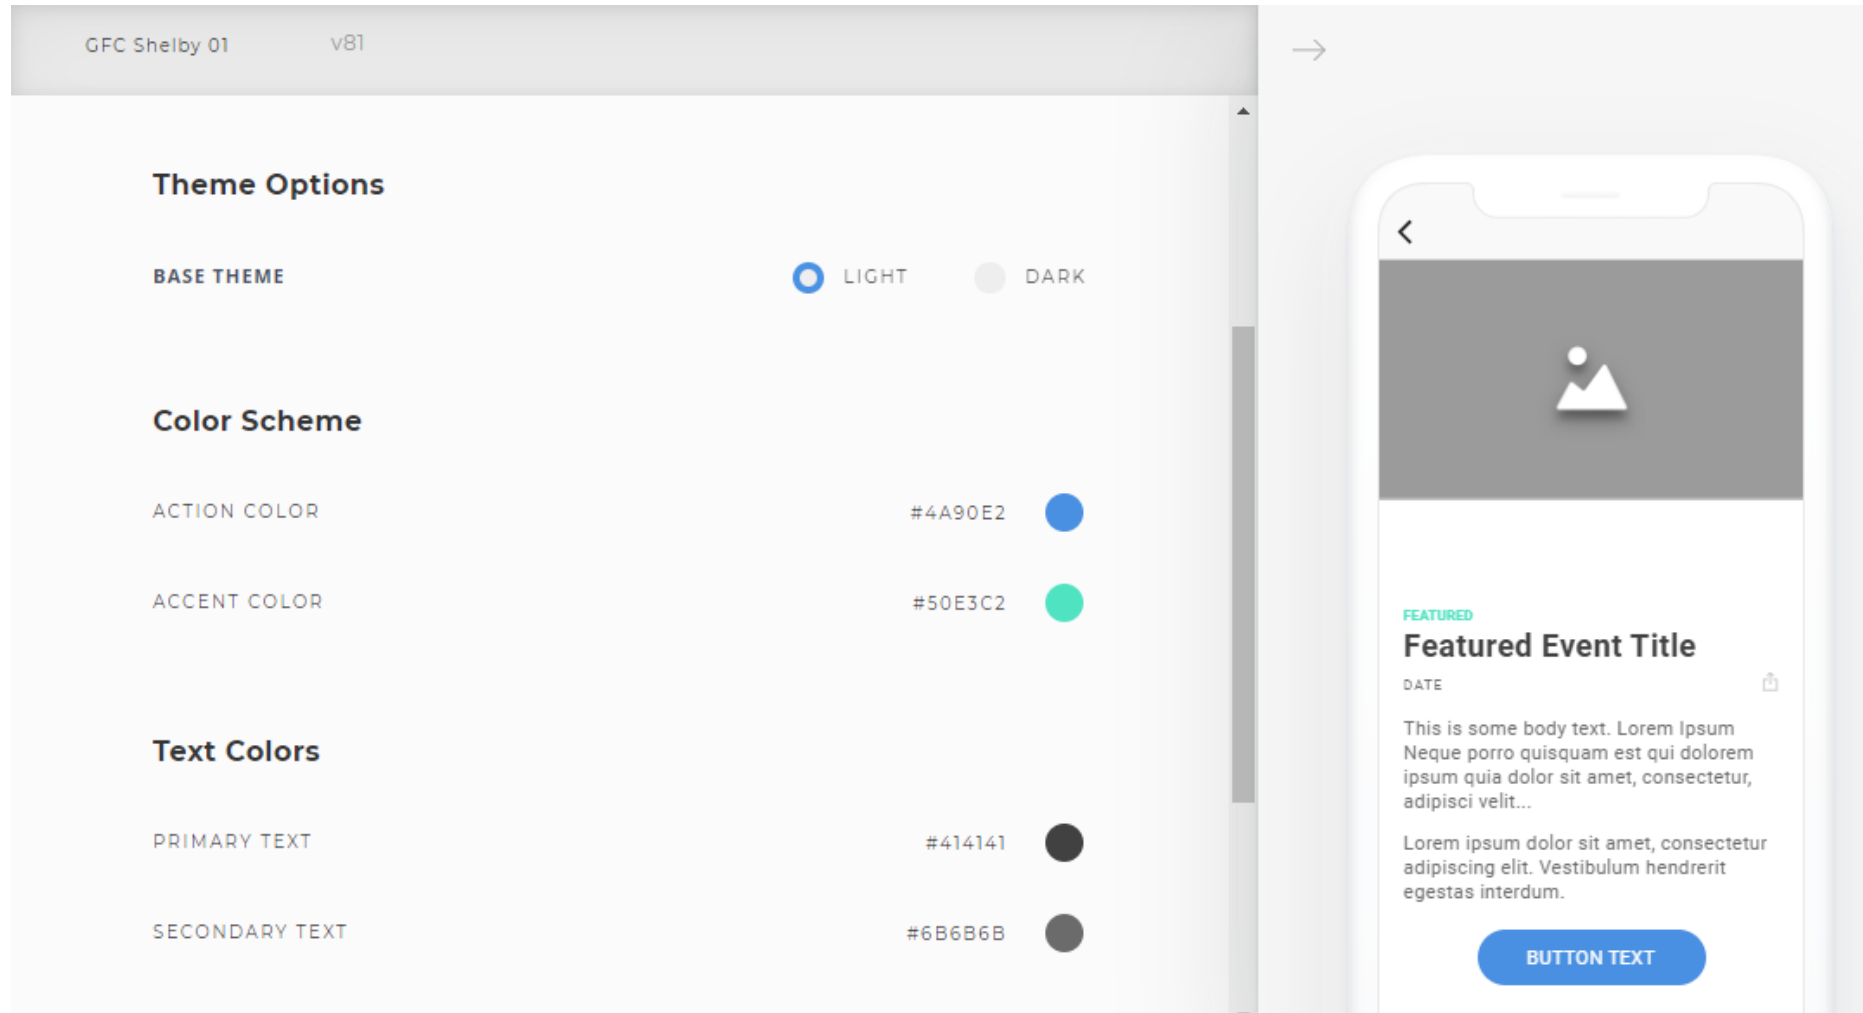 GFC Shelby 01
v81
Theme Options
BASE THEME
LIGHT
DARK
Color Scheme
ACTION COLOR
#4A90E2
ACCENT COLOR
#50E3C2
Text Colors
PRIMARY TEXT
#414141
SECONDARY TEXT
#6B6B6B
FEATURED
Featured Event Title
DATE
This is some body text. Lorem Ipsum
Neque porro quisquam est qui dolorem
ipsum quia dolor sit amet, consectetur,
adipisci velit...
Lorem ipsum dolor sit amet, consectetur
adipiscing elit. Vestibulum hendrerit
egestas interdum.
BUTTON TEXT